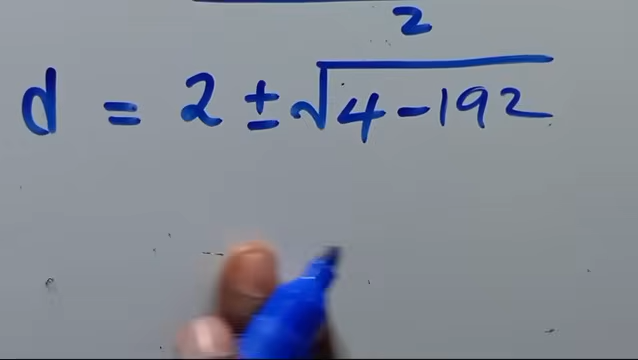 2
d = 2 ± √4-192